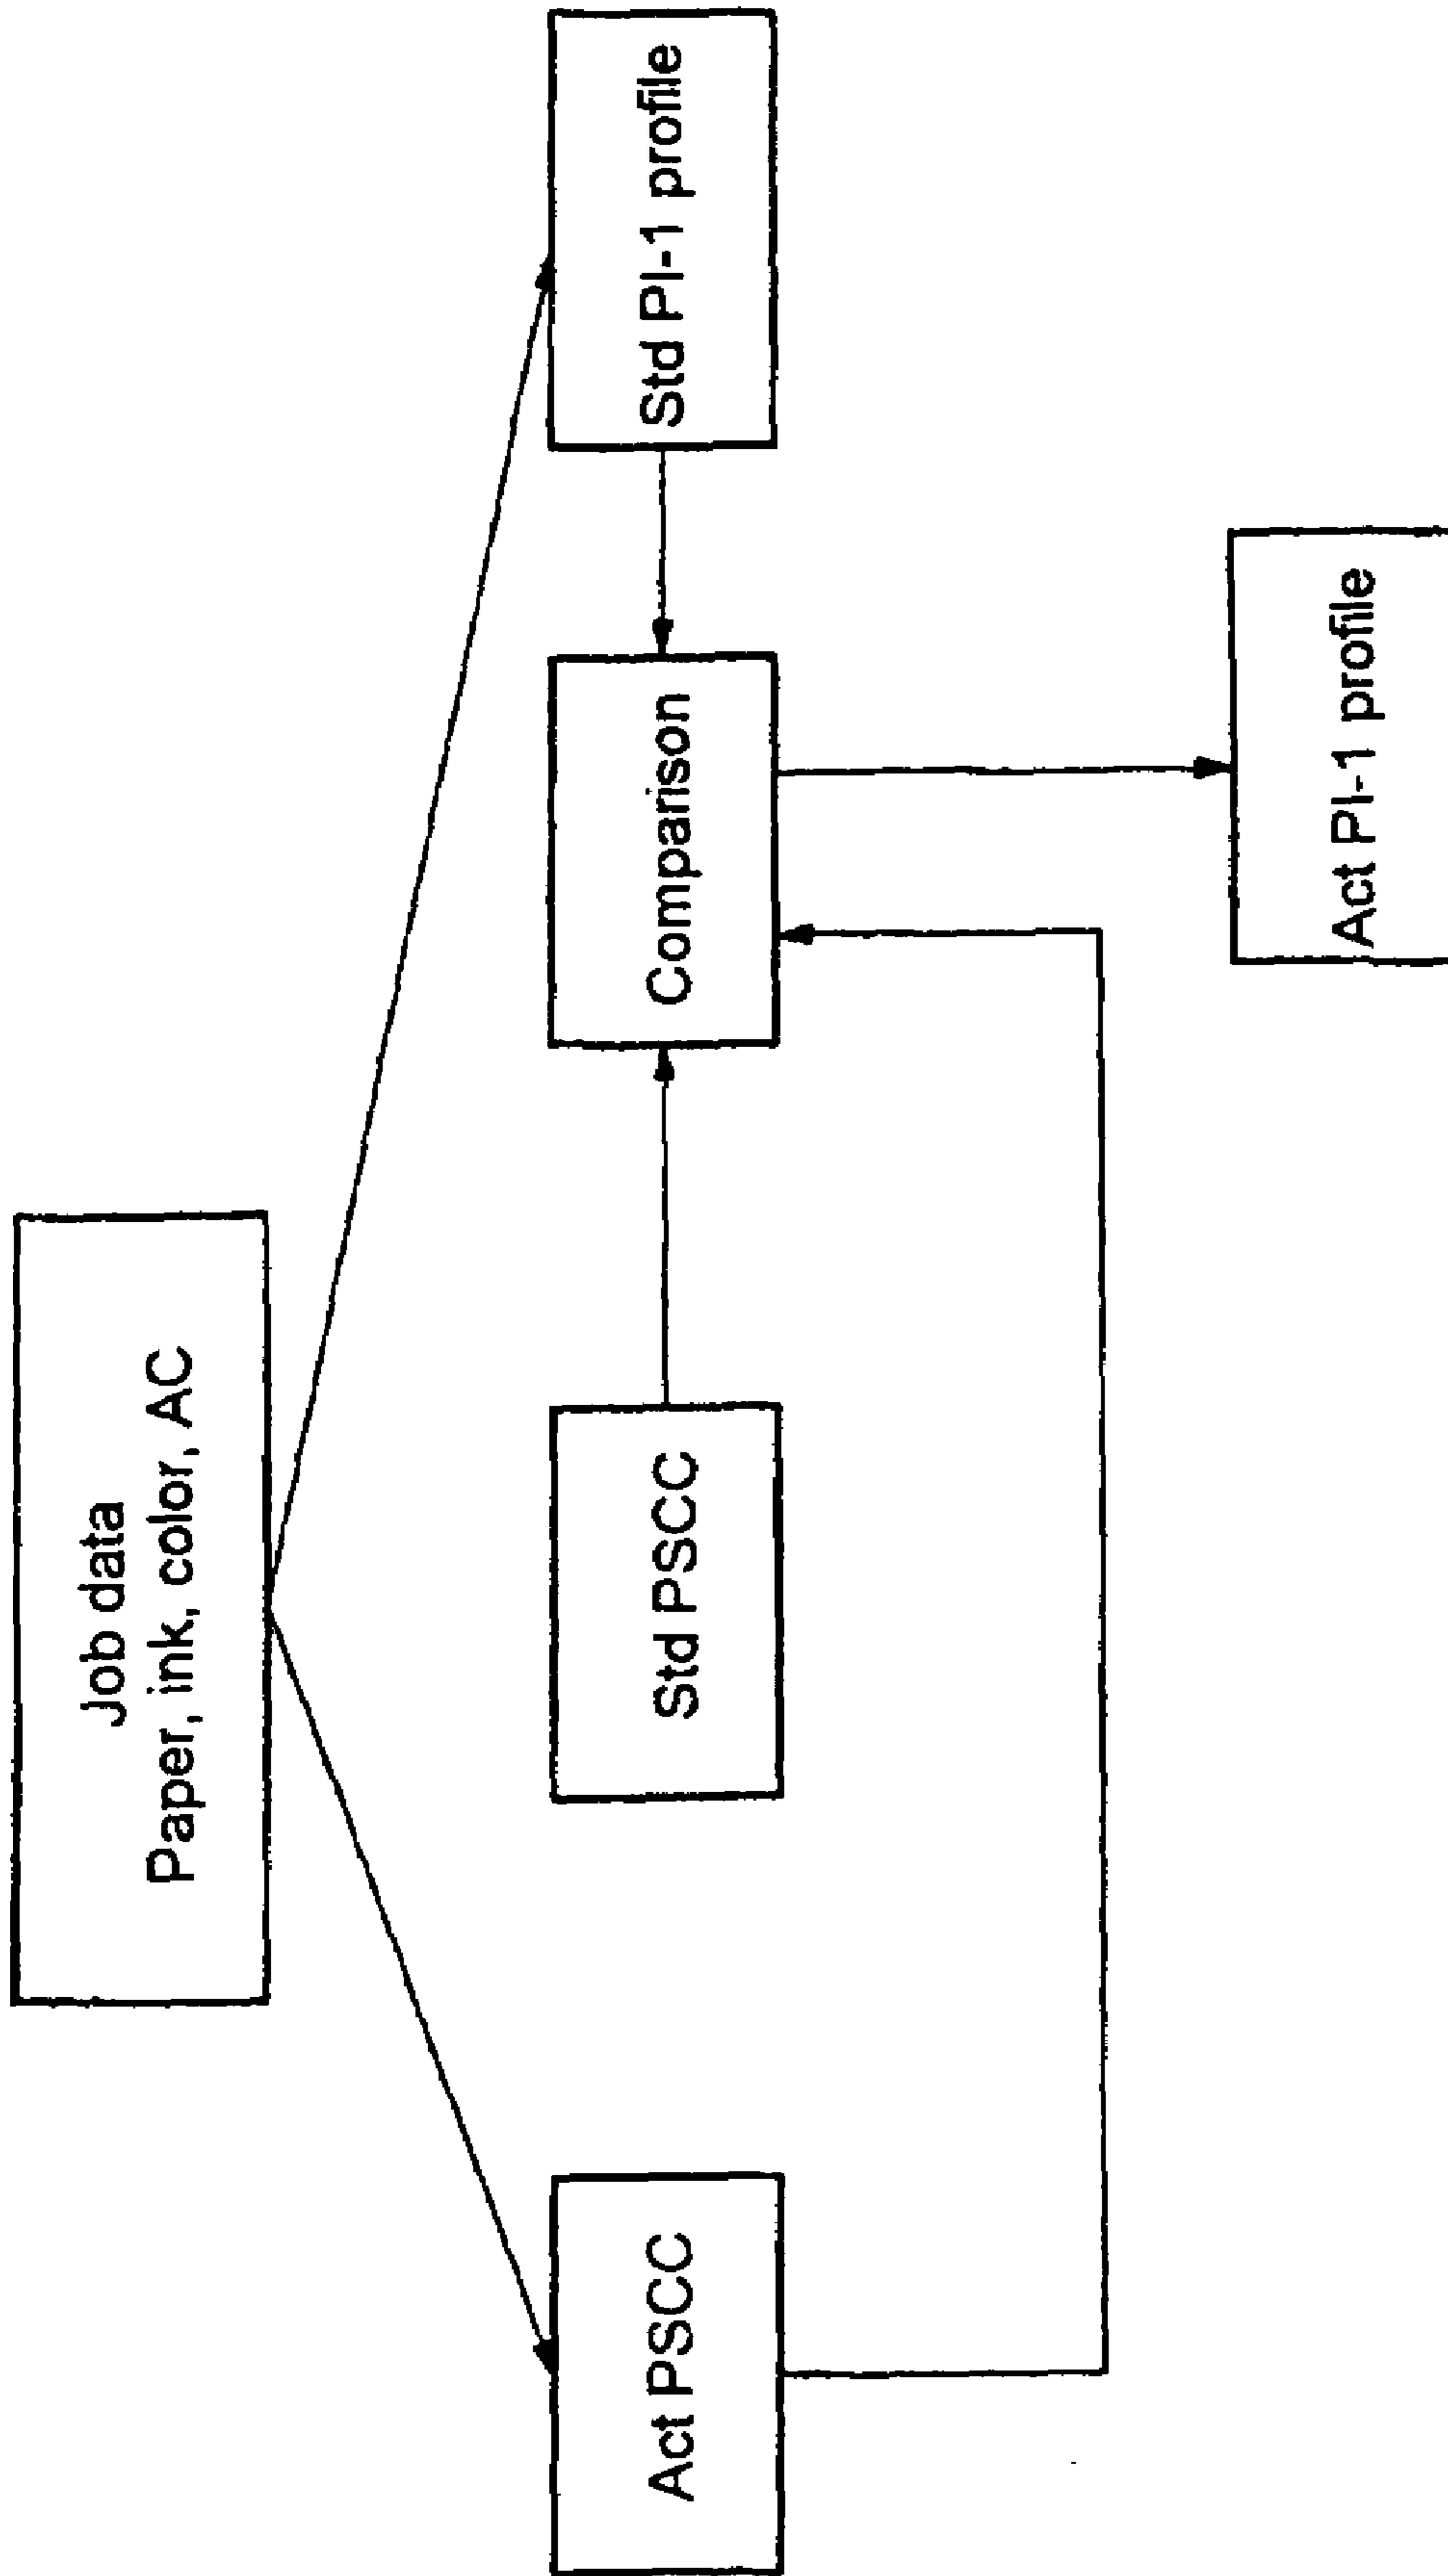 Job data
Paper, ink, color, AC
Act PSCC
Std PSCC
Comparison
Std PI-1 profile
Act PI-1 profile